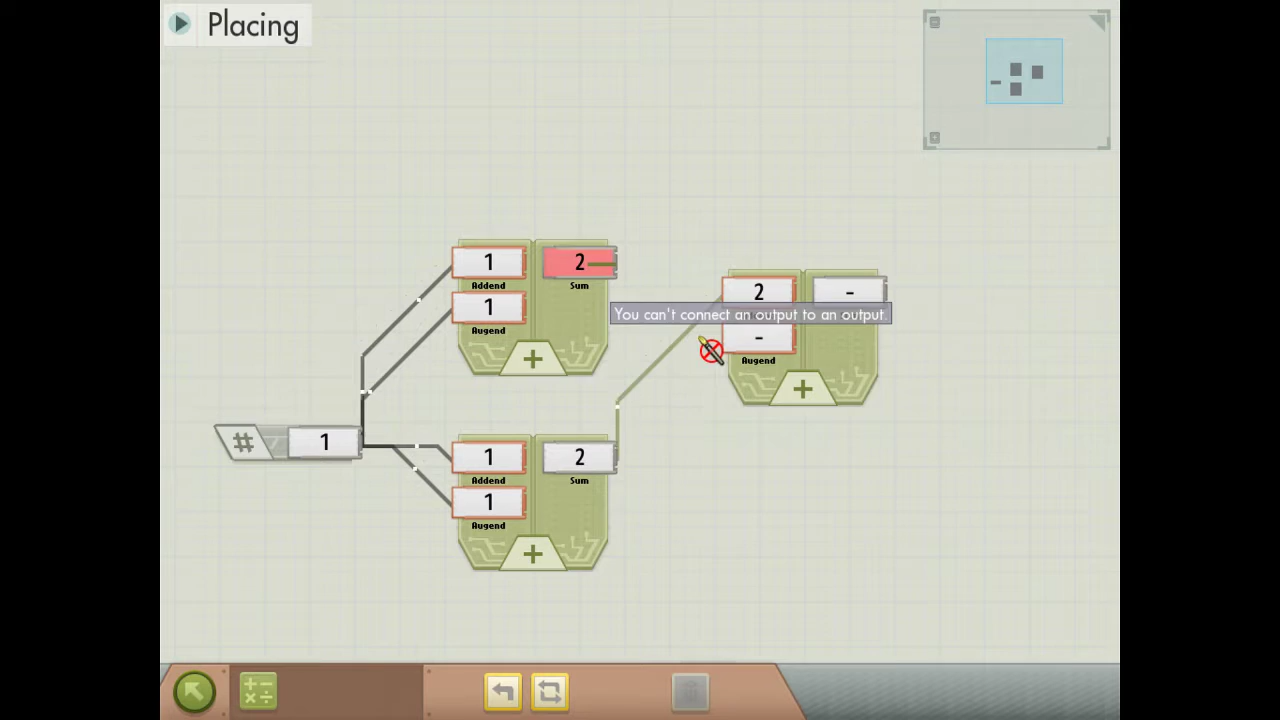 Placing
1
2
Addend
Sum
1
Augend
+
2
-
You can't connect an output to an output.
-
Augend
+
# 1
1
2
Addend
Sum
1
Augend
+